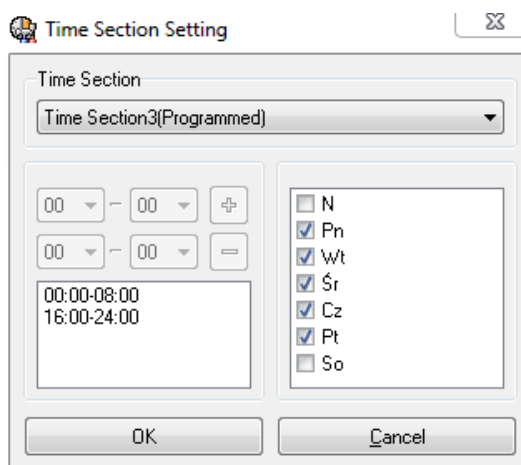 Time Section Setting
Time Section
Time Section3(Programmed)
00 - 00
00 - 00
00:00-08:00
16:00-24:00
N
Pn
Wt
Śr
Cz
Pt
So
OK
Cancel